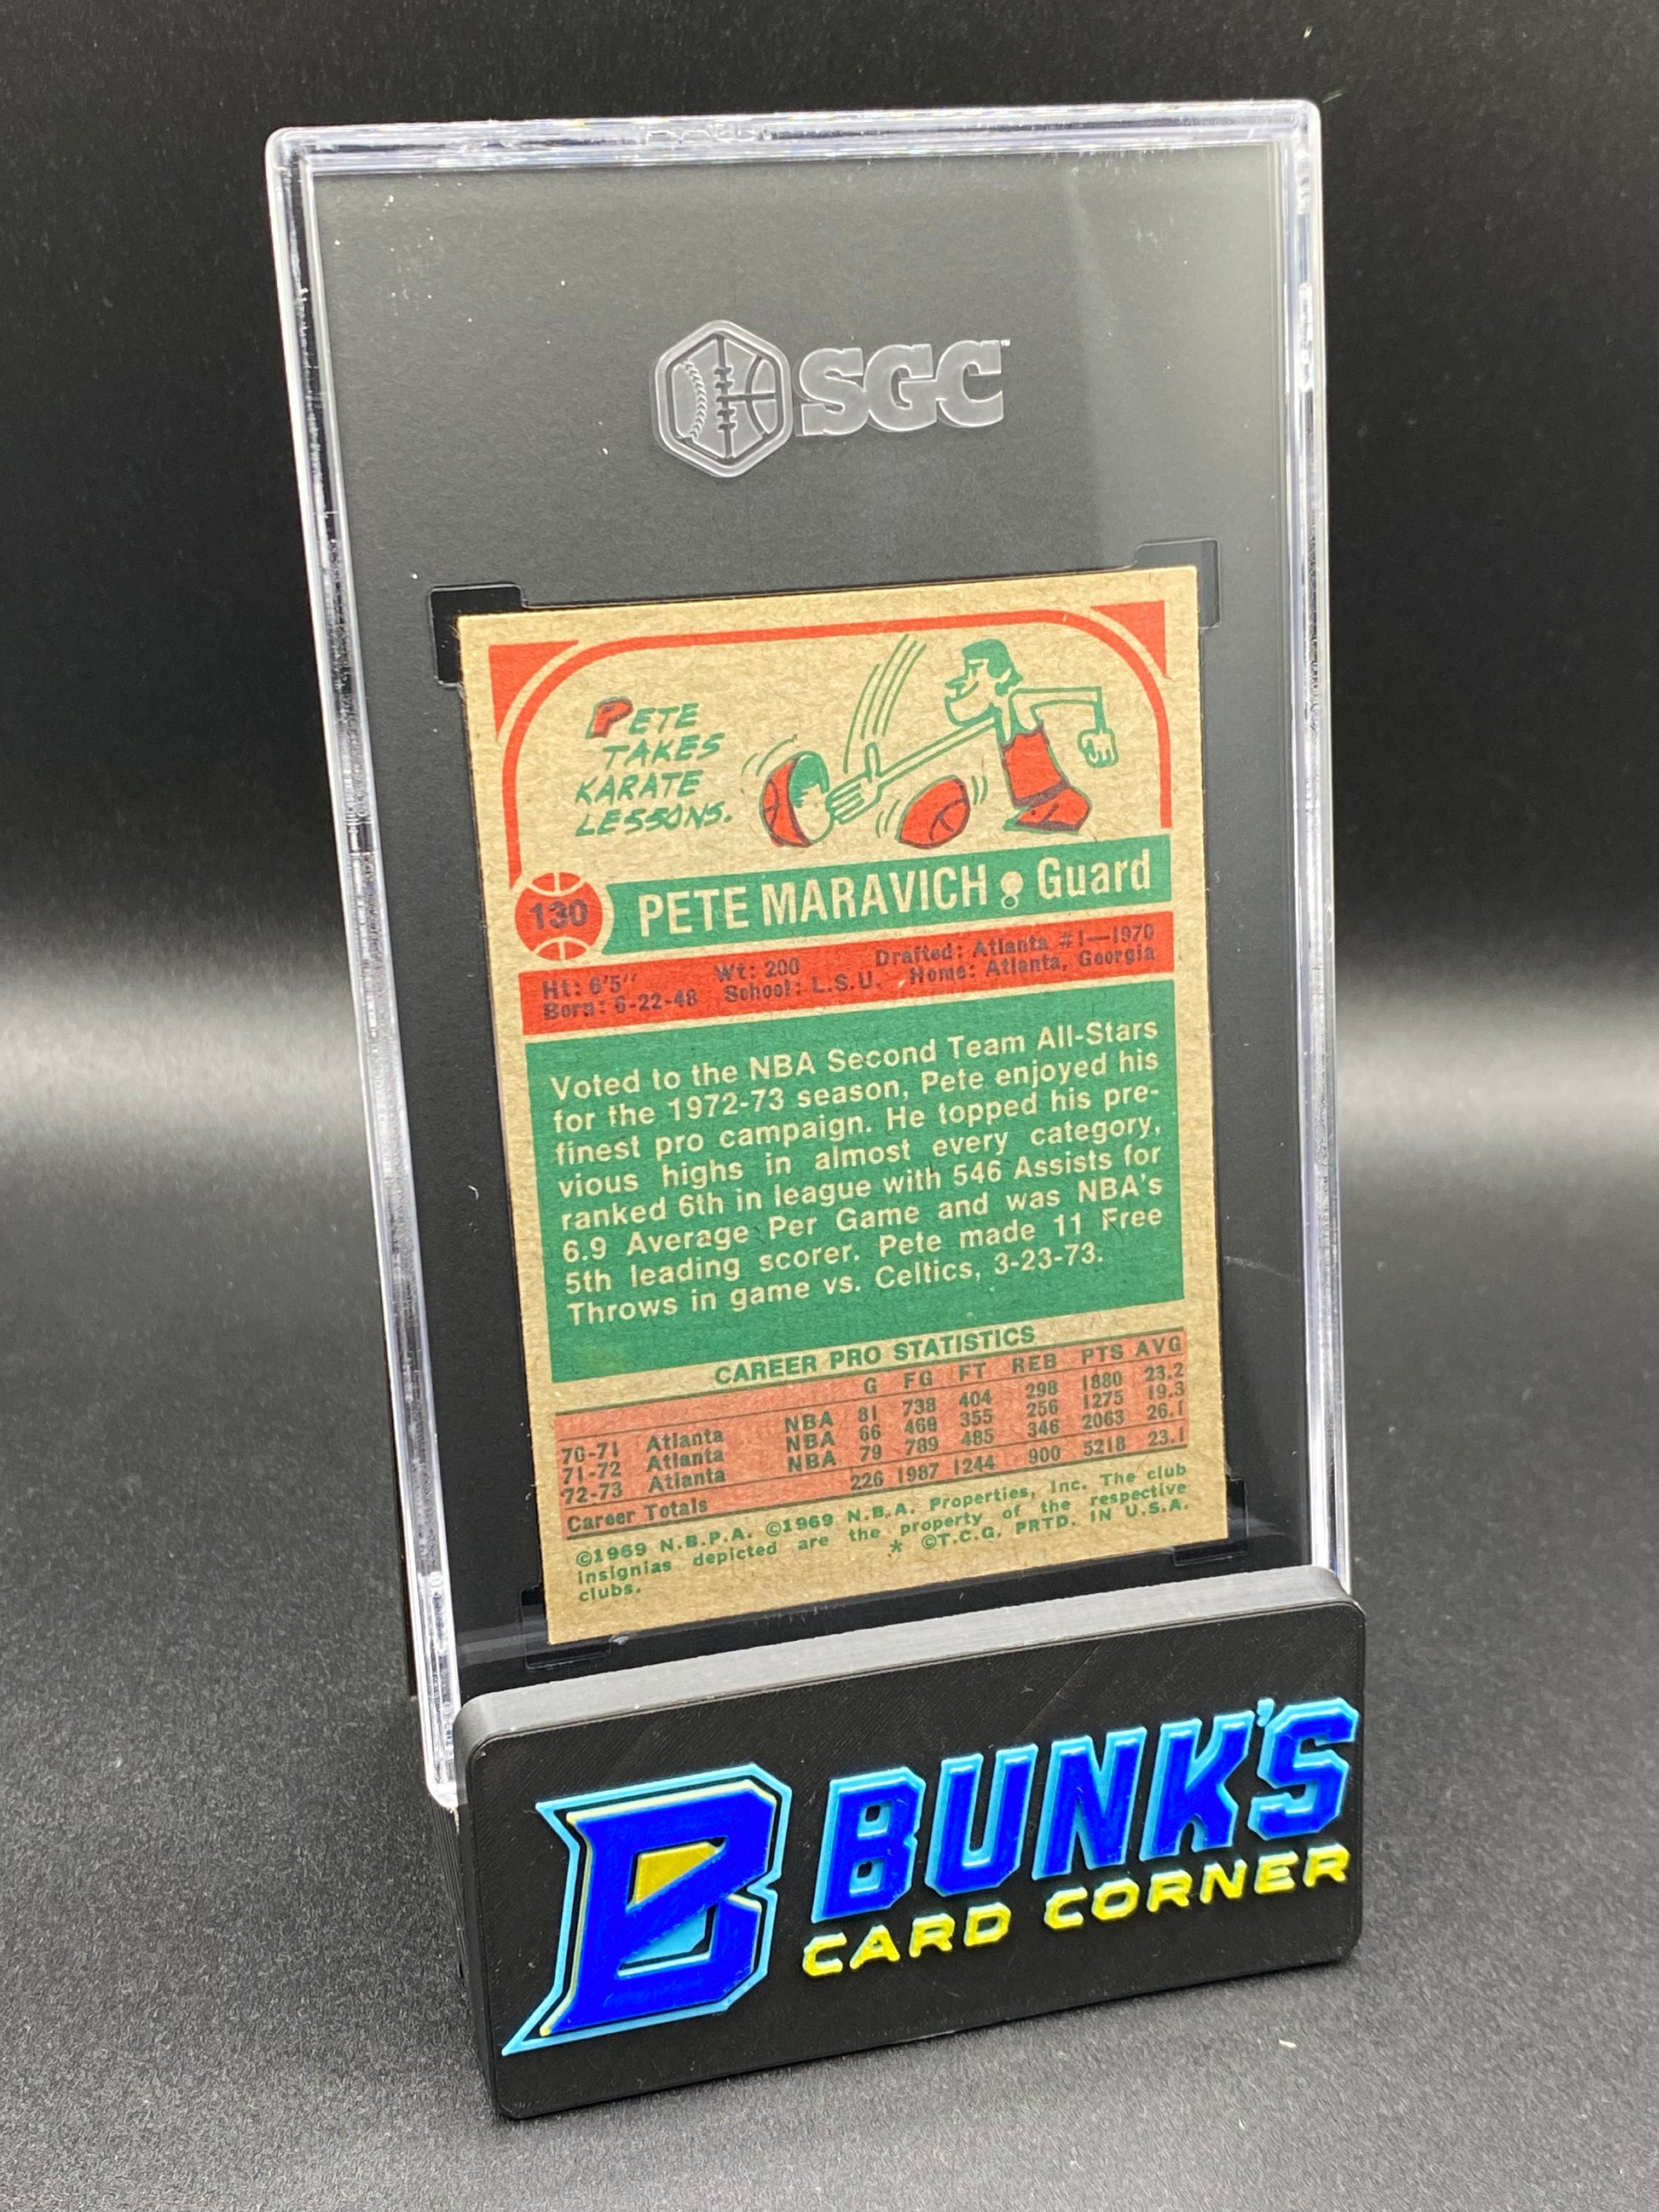 SGC™
PETE
TAKES
KARATE
LESSONS.
130
PETE MARAVICH Guard
Ht: 6'5" Wt: 200 Drafted: Atlanta #1—1970
Born: 6-22-48 School: L.S.U. Home: Atlanta, Georgia
Voted to the NBA Second Team All-Stars
for the 1972-73 season, Pete enjoyed his
finest pro campaign. He topped his pre-
vious highs in almost every category,
ranked 6th in league with 546 Assists for
6.9 Average Per Game and was NBA's
5th leading scorer. Pete made 11 Free
Throws in game vs. Celtics, 3-23-73.
CAREER PRO STATISTICS
G FG FT REB PTS AVG
70-71 Atlanta NBA 81 738 404 298 1880 23.2
71-72 Atlanta NBA 66 460 355 256 1275 19.3
72-73 Atlanta NBA 79 789 485 346 2063 26.1
Career Totals 226 1987 1244 900 5218 23.1
©1969 N.B.P.A. ©1969 N.B.A. Properties, Inc. The club
insignias depicted are the property of the respective
clubs. * ©T.C.G. PRTD. IN U.S.A.
B BUNK'S
CARD CORNER